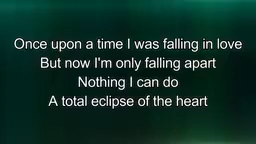 Once upon a time I was falling in love
But now I'm only falling apart
Nothing I can do
A total eclipse of the heart